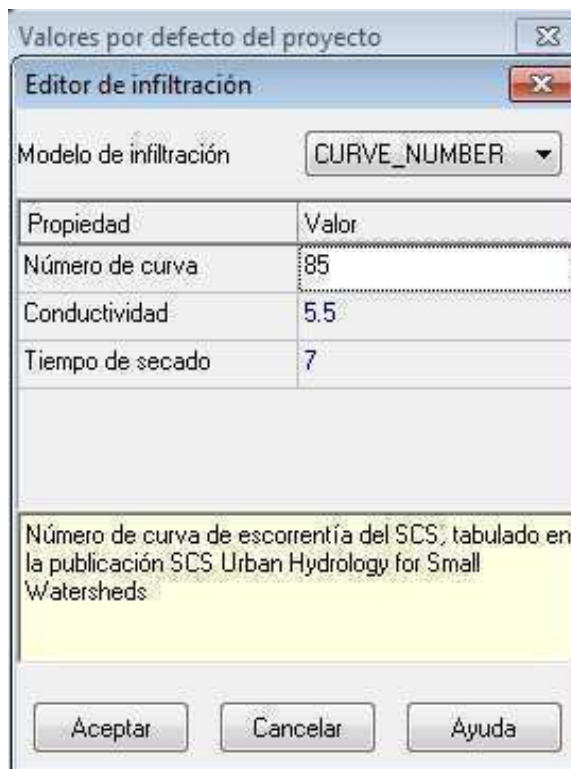 Valores por defecto del proyecto
Editor de infiltración
Modelo de infiltración CURVE_NUMBER
Propiedad Valor
Número de curva 85
Conductividad 5.5
Tiempo de secado 7
Número de curva de escorrentía del SCS, tabulado en
la publicación SCS Urban Hydrology for Small
Watersheds
Aceptar Cancelar Ayuda